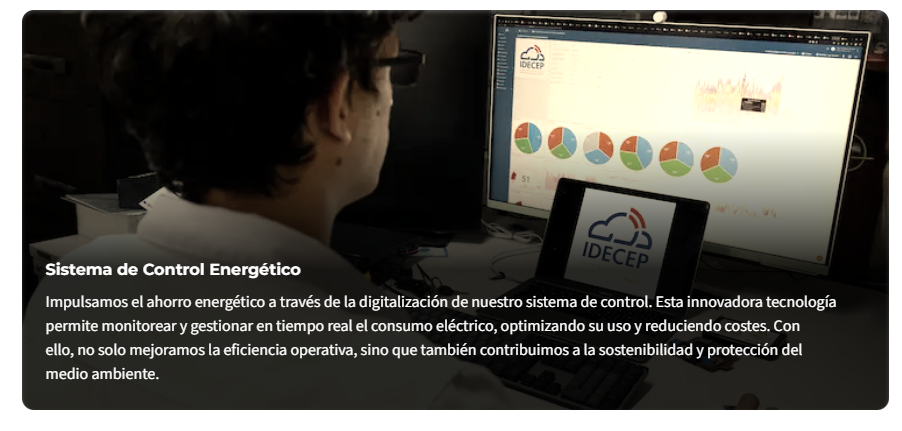 IDECEP
51
IDECEP
Sistema de Control Energético
Impulsamos el ahorro energético a través de la digitalización de nuestro sistema de control. Esta innovadora tecnología
permite monitorear y gestionar en tiempo real el consumo eléctrico, optimizando su uso y reduciendo costes. Con
ello, no solo mejoramos la eficiencia operativa, sino que también contribuimos a la sostenibilidad y protección del
medio ambiente.